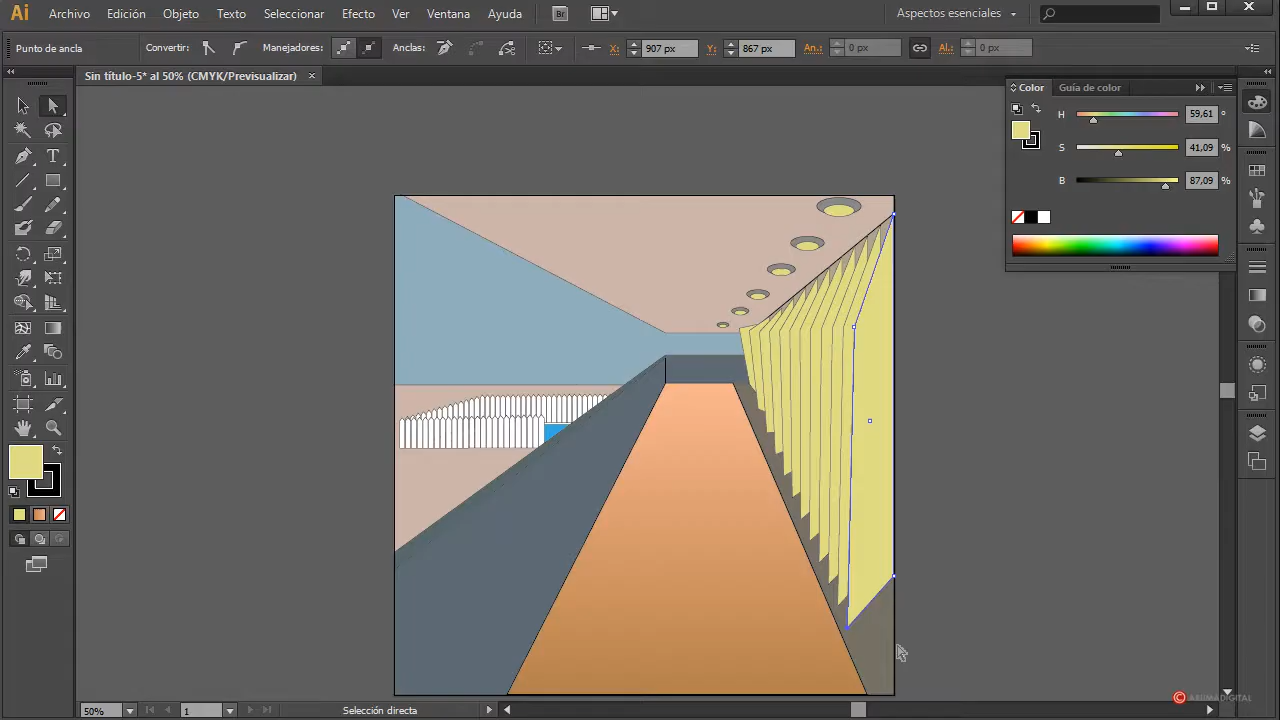 Ai Archivo Edición Objeto Texto Seleccionar Efecto Ver Ventana Ayuda Br Aspectos esenciales
Punto de ancla Convertir: Manejadores: Anclas: X: 907 px Y: 867 px An.: 0 px Al.: 0 px
Sin título-5* al 50% (CMYK/Previsualizar)
Color Guía de color
H 59,61 °
S 41,09 %
B 87,09 %
50% 1 Selección directa
© ARIIMADIGITAL